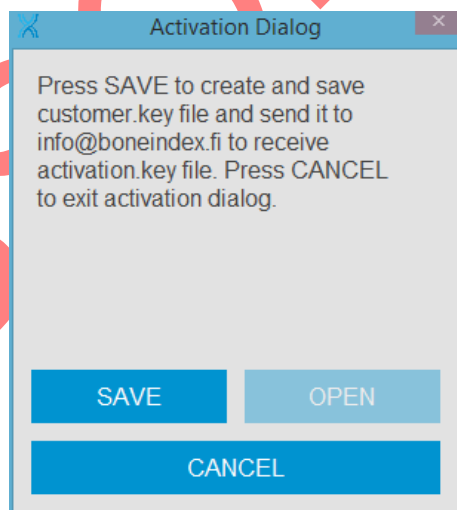 Activation Dialog
Press SAVE to create and save
customer.key file and send it to
info@boneindex.fi to receive
activation.key file. Press CANCEL
to exit activation dialog.
SAVE OPEN
CANCEL